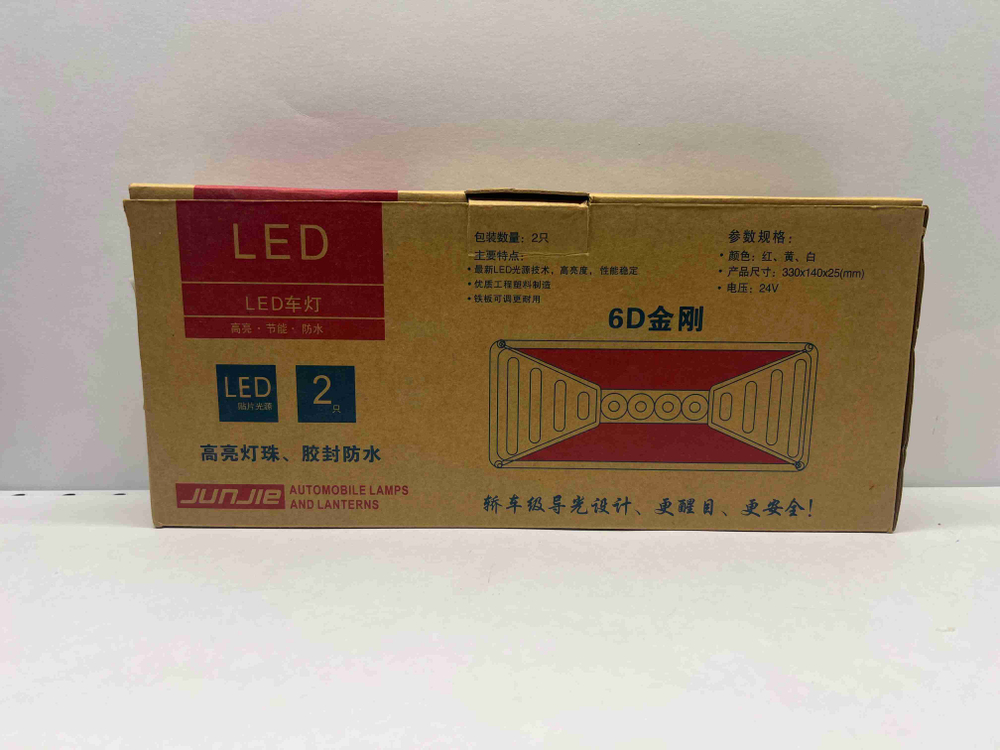 LED
LED车灯
高亮·节能·防水
LED
贴片光源
2
只
高亮灯珠、胶封防水
JUNJIE
AUTOMOBILE LAMPS
AND LANTERNS
包装数量：2只
主要特点：
• 最新LED光源技术，高亮度，性能稳定
• 优质工程塑料制造
• 铁板可调更耐用
参数规格：
• 颜色：红、黄、白
• 产品尺寸：330x140x25(mm)
• 电压：24V
6D金刚
轿车级导光设计、更醒目、更安全！